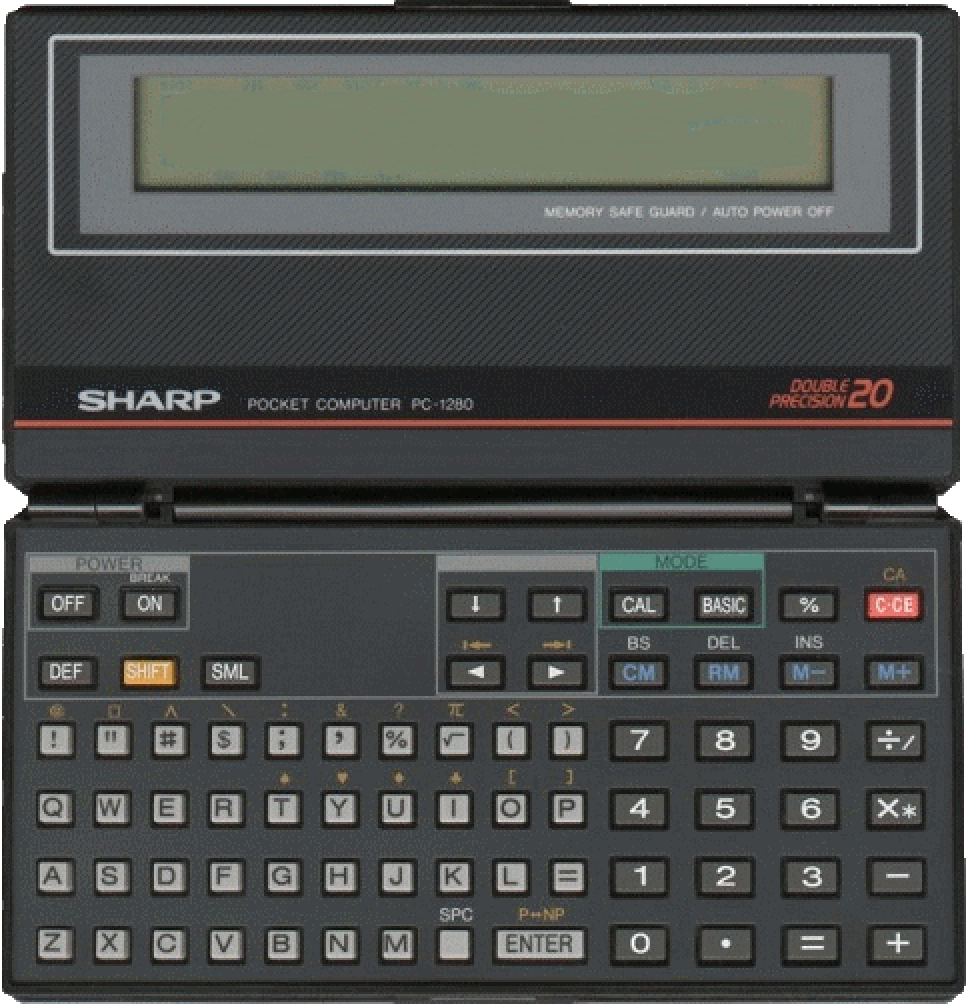 MEMORY SAFE GUARD / AUTO POWER OFF
SHARP POCKET COMPUTER PC-1280 DOUBLE PRECISION 20
POWER MODE
BREAK CA
OFF ON ↓ ↑ CAL BASIC % C·CE
BS DEL INS
DEF SHIFT SML ◀ ▶ CM RM M− M+
@ □ ∧ \ : & ? π < >
! " # $ ; , % √ ( ) 7 8 9 ÷/
♠ ♥ ♦ ♣ [ ]
Q W E R T Y U I O P 4 5 6 X*
A S D F G H J K L = 1 2 3 −
SPC P↔NP
Z X C V B N M ENTER 0 · = +